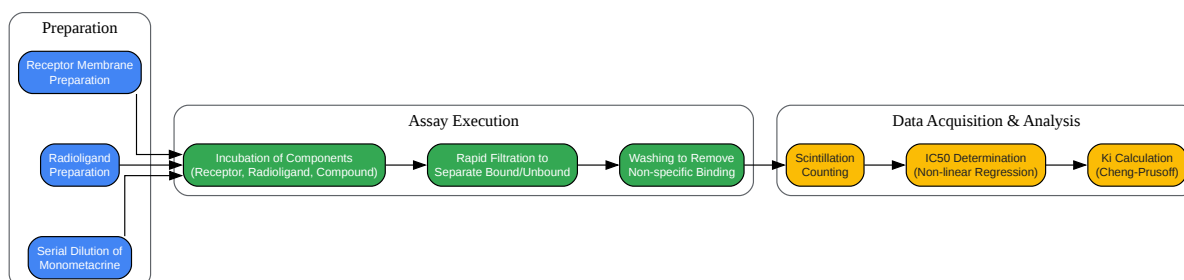 Preparation
Receptor Membrane
Preparation
Radioligand
Preparation
Serial Dilution of
Monometacrine
Assay Execution
Incubation of Components
(Receptor, Radioligand, Compound)
Rapid Filtration to
Separate Bound/Unbound
Washing to Remove
Non-specific Binding
Data Acquisition & Analysis
Scintillation
Counting
IC50 Determination
(Non-linear Regression)
Ki Calculation
(Cheng-Prusoff)